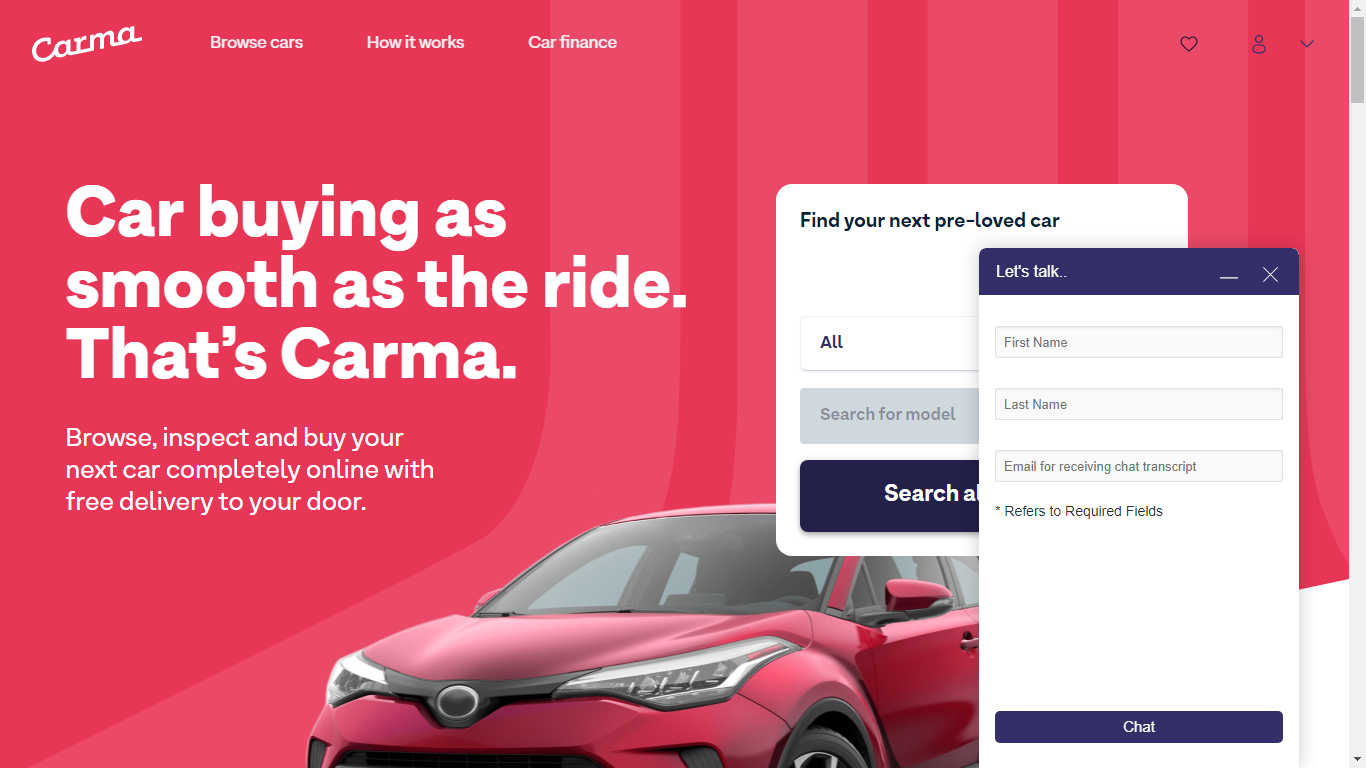 Carma
Browse cars
How it works
Car finance
Car buying as
smooth as the ride.
That's Carma.
Browse, inspect and buy your
next car completely online with
free delivery to your door.
Find your next pre-loved car
All
Search for model
Search al
Let's talk..
First Name
Last Name
Email for receiving chat transcript
* Refers to Required Fields
Chat